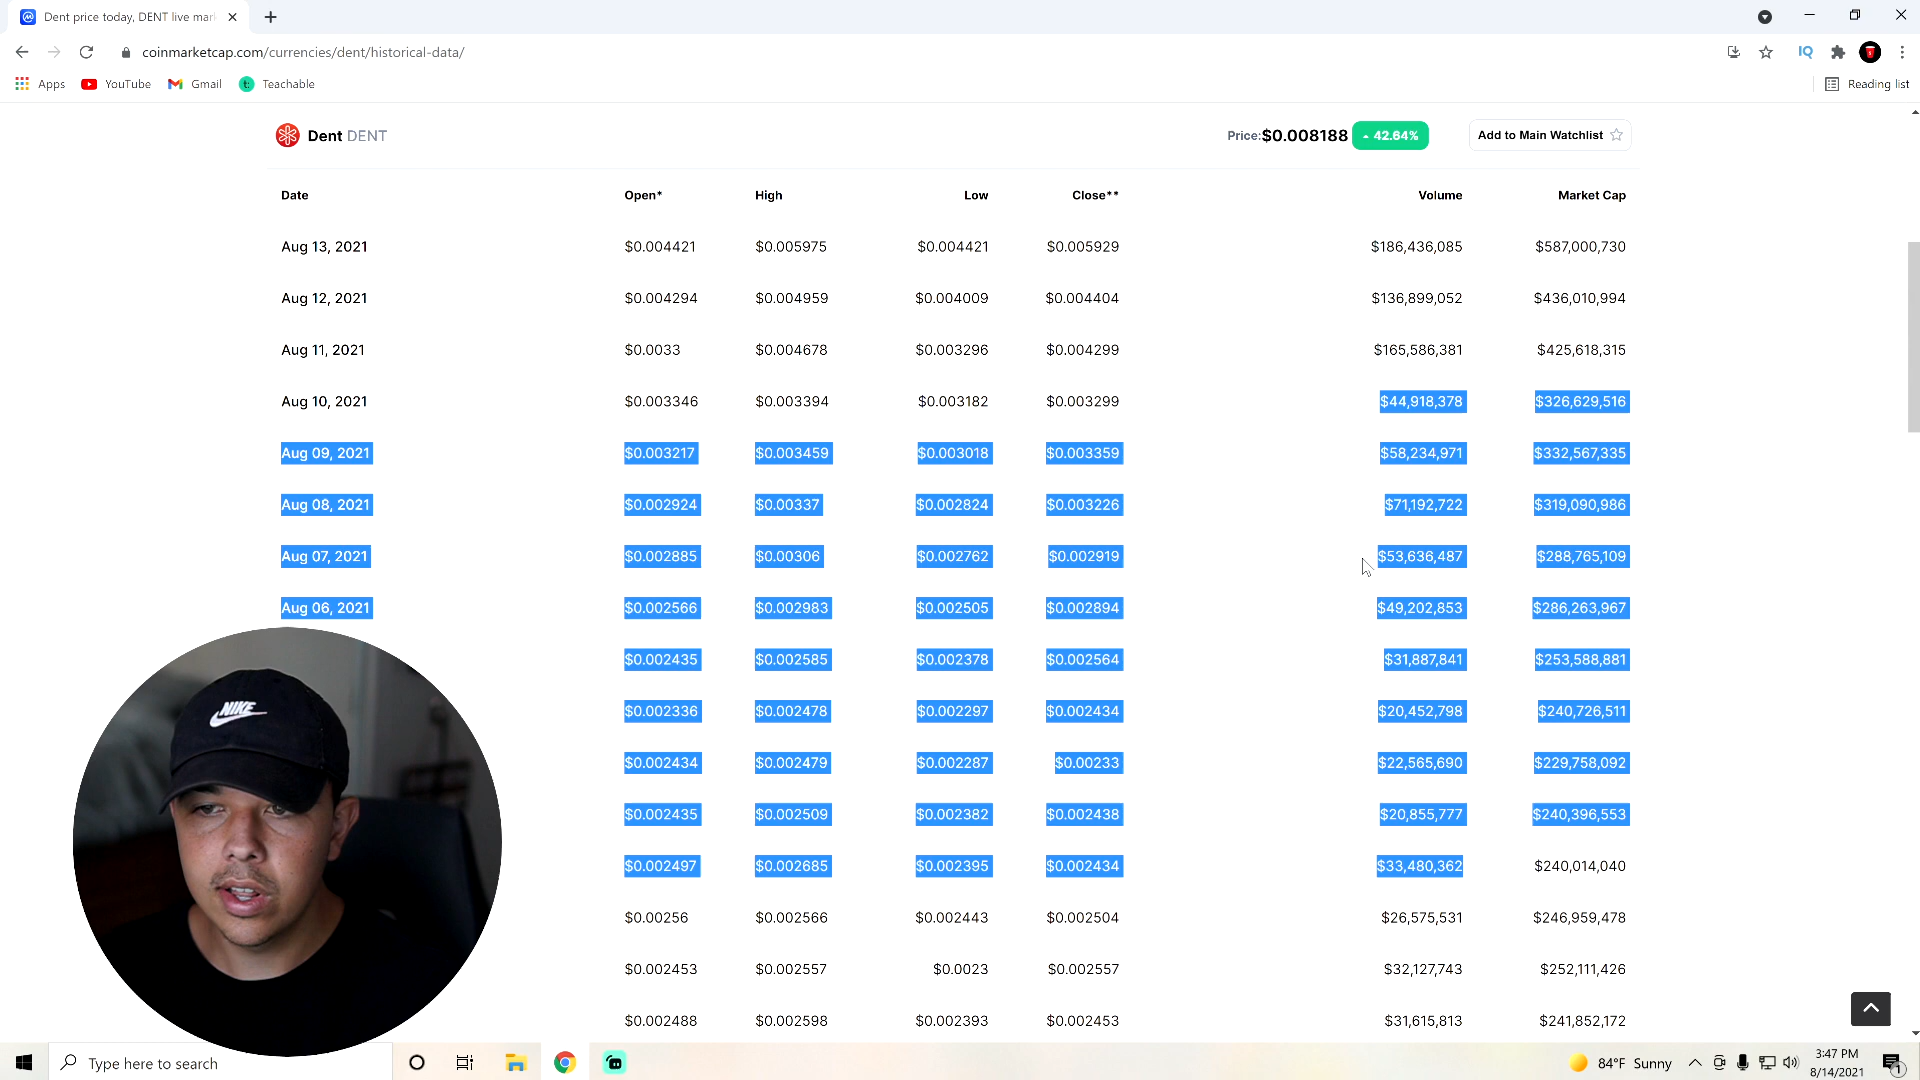 Dent price today, DENT live mar
coinmarketcap.com/currencies/dent/historical-data/
IQ
Apps YouTube Gmail Teachable Reading list
Dent DENT Price:$0.008188 42.64% Add to Main Watchlist
Date Open* High Low Close** Volume Market Cap
Aug 13, 2021 $0.004421 $0.005975 $0.004421 $0.005929 $186,436,085 $587,000,730
Aug 12, 2021 $0.004294 $0.004959 $0.004009 $0.004404 $136,899,052 $436,010,994
Aug 11, 2021 $0.0033 $0.004678 $0.003296 $0.004299 $165,586,381 $425,618,315
Aug 10, 2021 $0.003346 $0.003394 $0.003182 $0.003299 $44,918,378 $326,629,516
Aug 09, 2021 $0.003217 $0.003459 $0.003018 $0.003359 $58,234,971 $332,567,335
Aug 08, 2021 $0.002924 $0.00337 $0.002824 $0.003226 $71,192,722 $319,090,986
Aug 07, 2021 $0.002885 $0.00306 $0.002762 $0.002919 $53,636,487 $288,765,109
Aug 06, 2021 $0.002566 $0.002983 $0.002505 $0.002894 $49,202,853 $286,263,967
$0.002435 $0.002585 $0.002378 $0.002564 $31,887,841 $253,588,881
$0.002336 $0.002478 $0.002297 $0.002434 $20,452,798 $240,726,511
$0.002434 $0.002479 $0.002287 $0.00233 $22,565,690 $229,758,092
$0.002435 $0.002509 $0.002382 $0.002438 $20,855,777 $240,396,553
$0.002497 $0.002685 $0.002395 $0.002434 $33,480,362 $240,014,040
$0.00256 $0.002566 $0.002443 $0.002504 $26,575,531 $246,959,478
$0.002453 $0.002557 $0.0023 $0.002557 $32,127,743 $252,111,426
$0.002488 $0.002598 $0.002393 $0.002453 $31,615,813 $241,852,172
NIKE
Type here to search
84°F Sunny
3:47 PM
8/14/2021
1